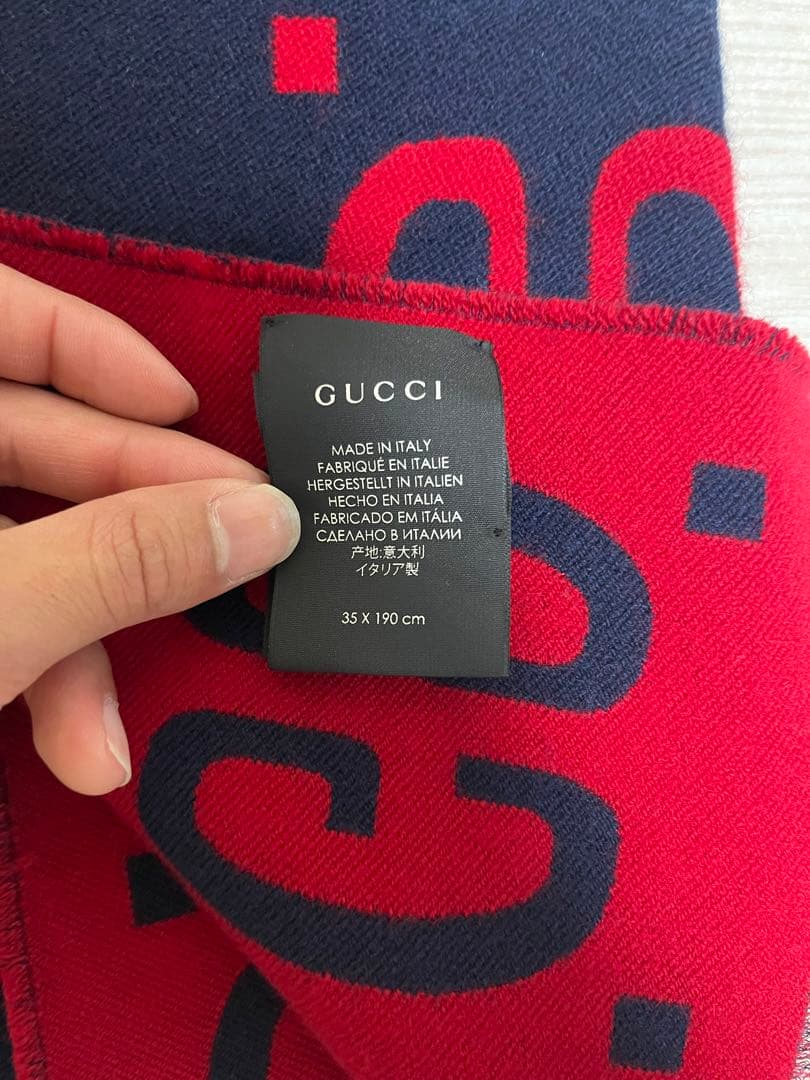 GUCCI
MADE IN ITALY
FABRIQUÉ EN ITALIE
HERGESTELLT IN ITALIEN
HECHO EN ITALIA
FABRICADO EM ITÁLIA
СДЕЛАНО В ИТАЛИИ
产地:意大利
イタリア製
35 X 190 cm